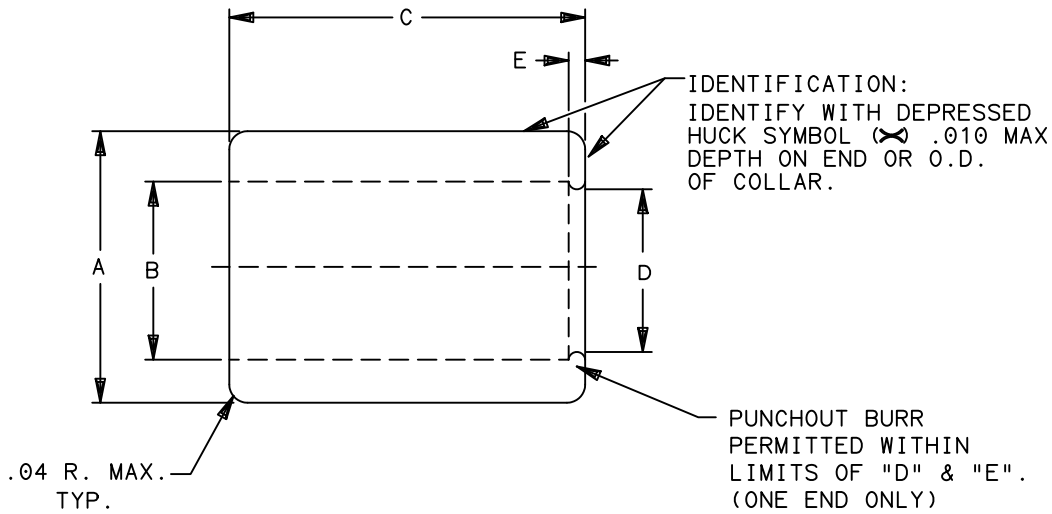 C
E
IDENTIFICATION:
IDENTIFY WITH DEPRESSED
HUCK SYMBOL ( ) .010 MAX
DEPTH ON END OR O.D.
OF COLLAR.
A
B
D
PUNCHOUT BURR
PERMITTED WITHIN
LIMITS OF "D" & "E".
(ONE END ONLY)
.04 R. MAX.
TYP.